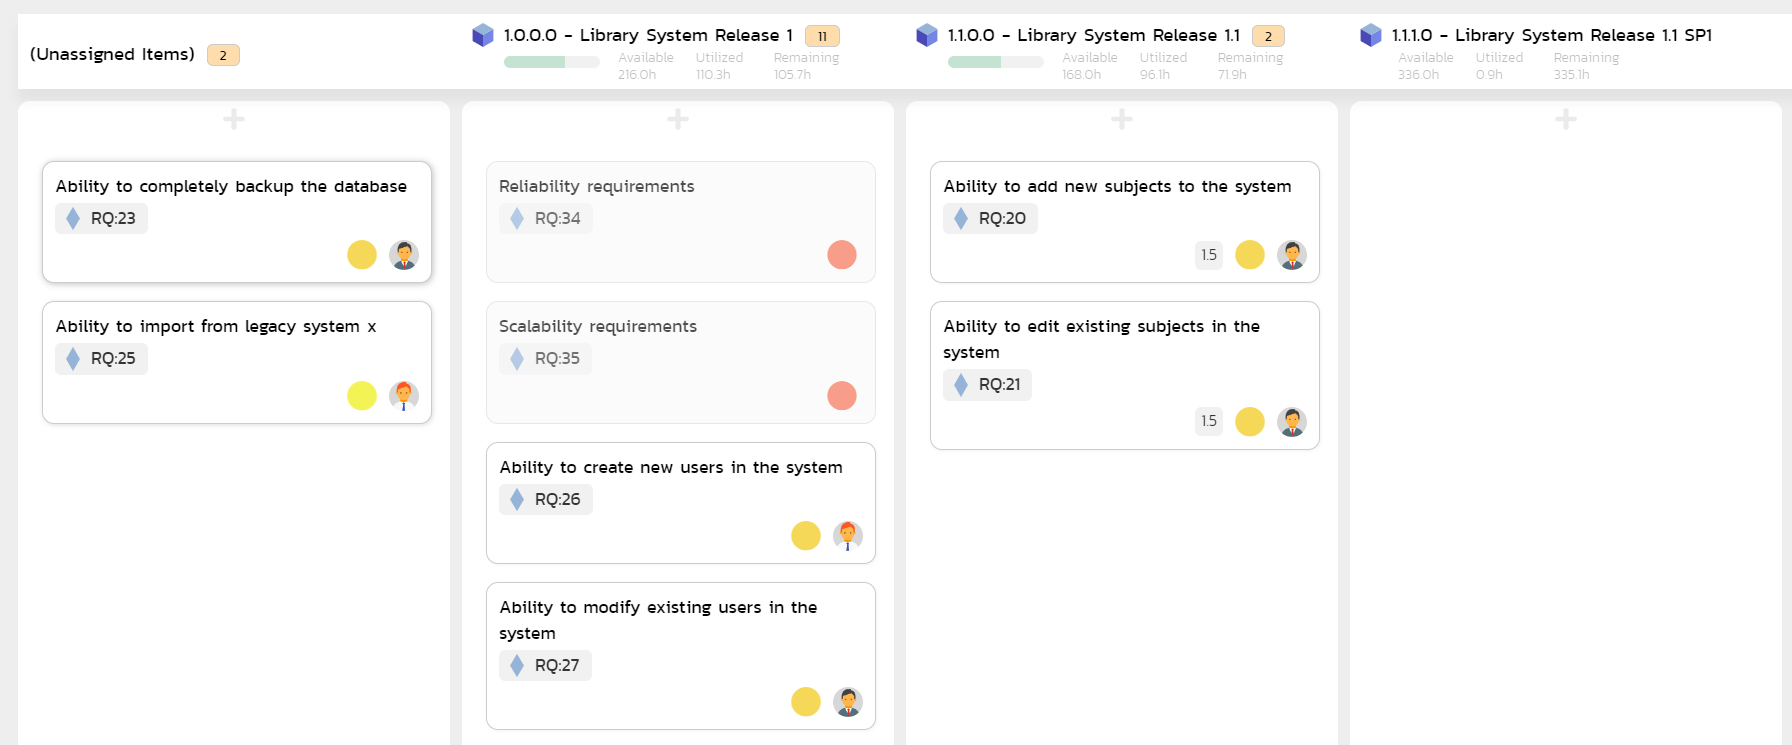 (Unassigned Items) 2
1.0.0.0 - Library System Release 1 11
Available Utilized Remaining
216.0h 110.3h 105.7h
1.1.0.0 - Library System Release 1.1 2
Available Utilized Remaining
168.0h 96.1h 71.9h
1.1.1.0 - Library System Release 1.1 SP1
Available Utilized Remaining
336.0h 0.9h 335.1h
Ability to completely backup the database
RQ:23
Ability to import from legacy system x
RQ:25
Reliability requirements
RQ:34
Scalability requirements
RQ:35
Ability to create new users in the system
RQ:26
Ability to modify existing users in the
system
RQ:27
Ability to add new subjects to the system
RQ:20
1.5
Ability to edit existing subjects in the
system
RQ:21
1.5